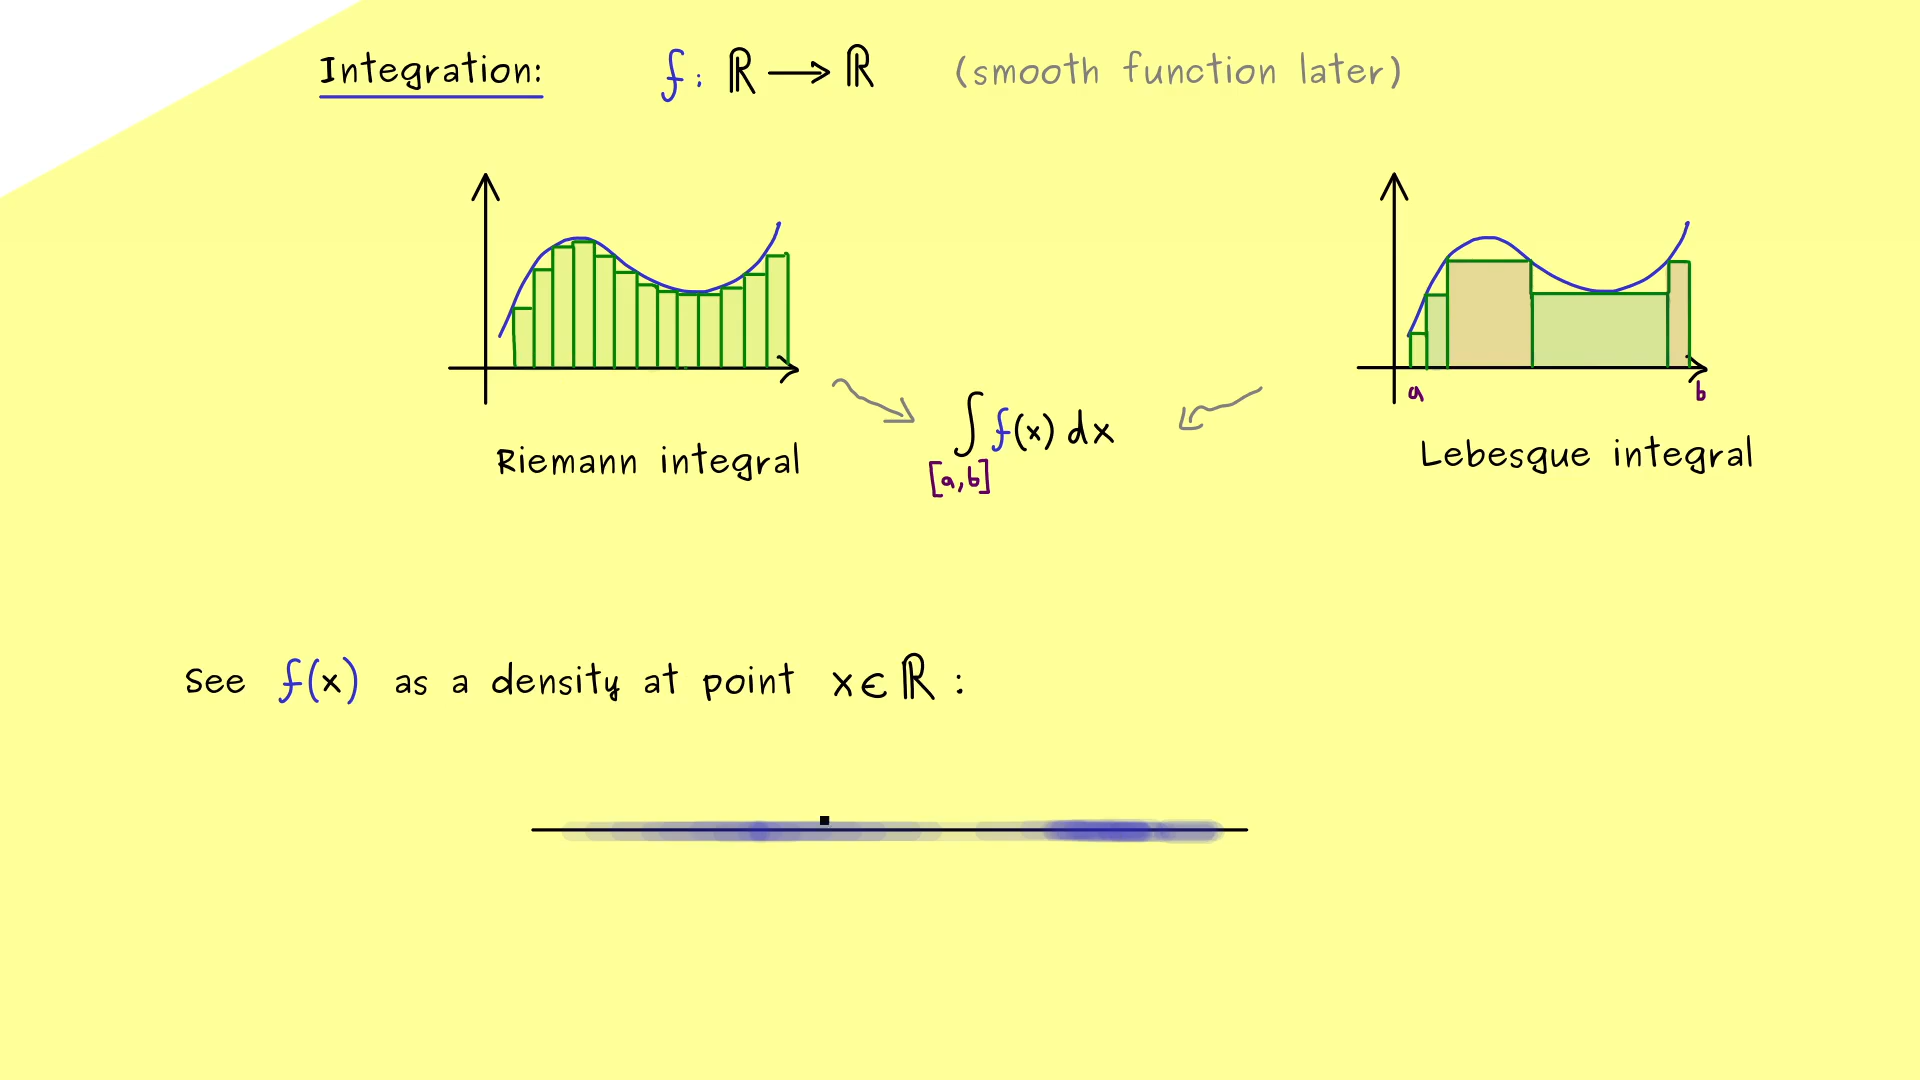 Integration: f: ℝ ⟶ ℝ (smooth function later)
a b
∫ f(x) dx
[a,b]
Riemann integral Lebesgue integral
See f(x) as a density at point x ∈ ℝ :